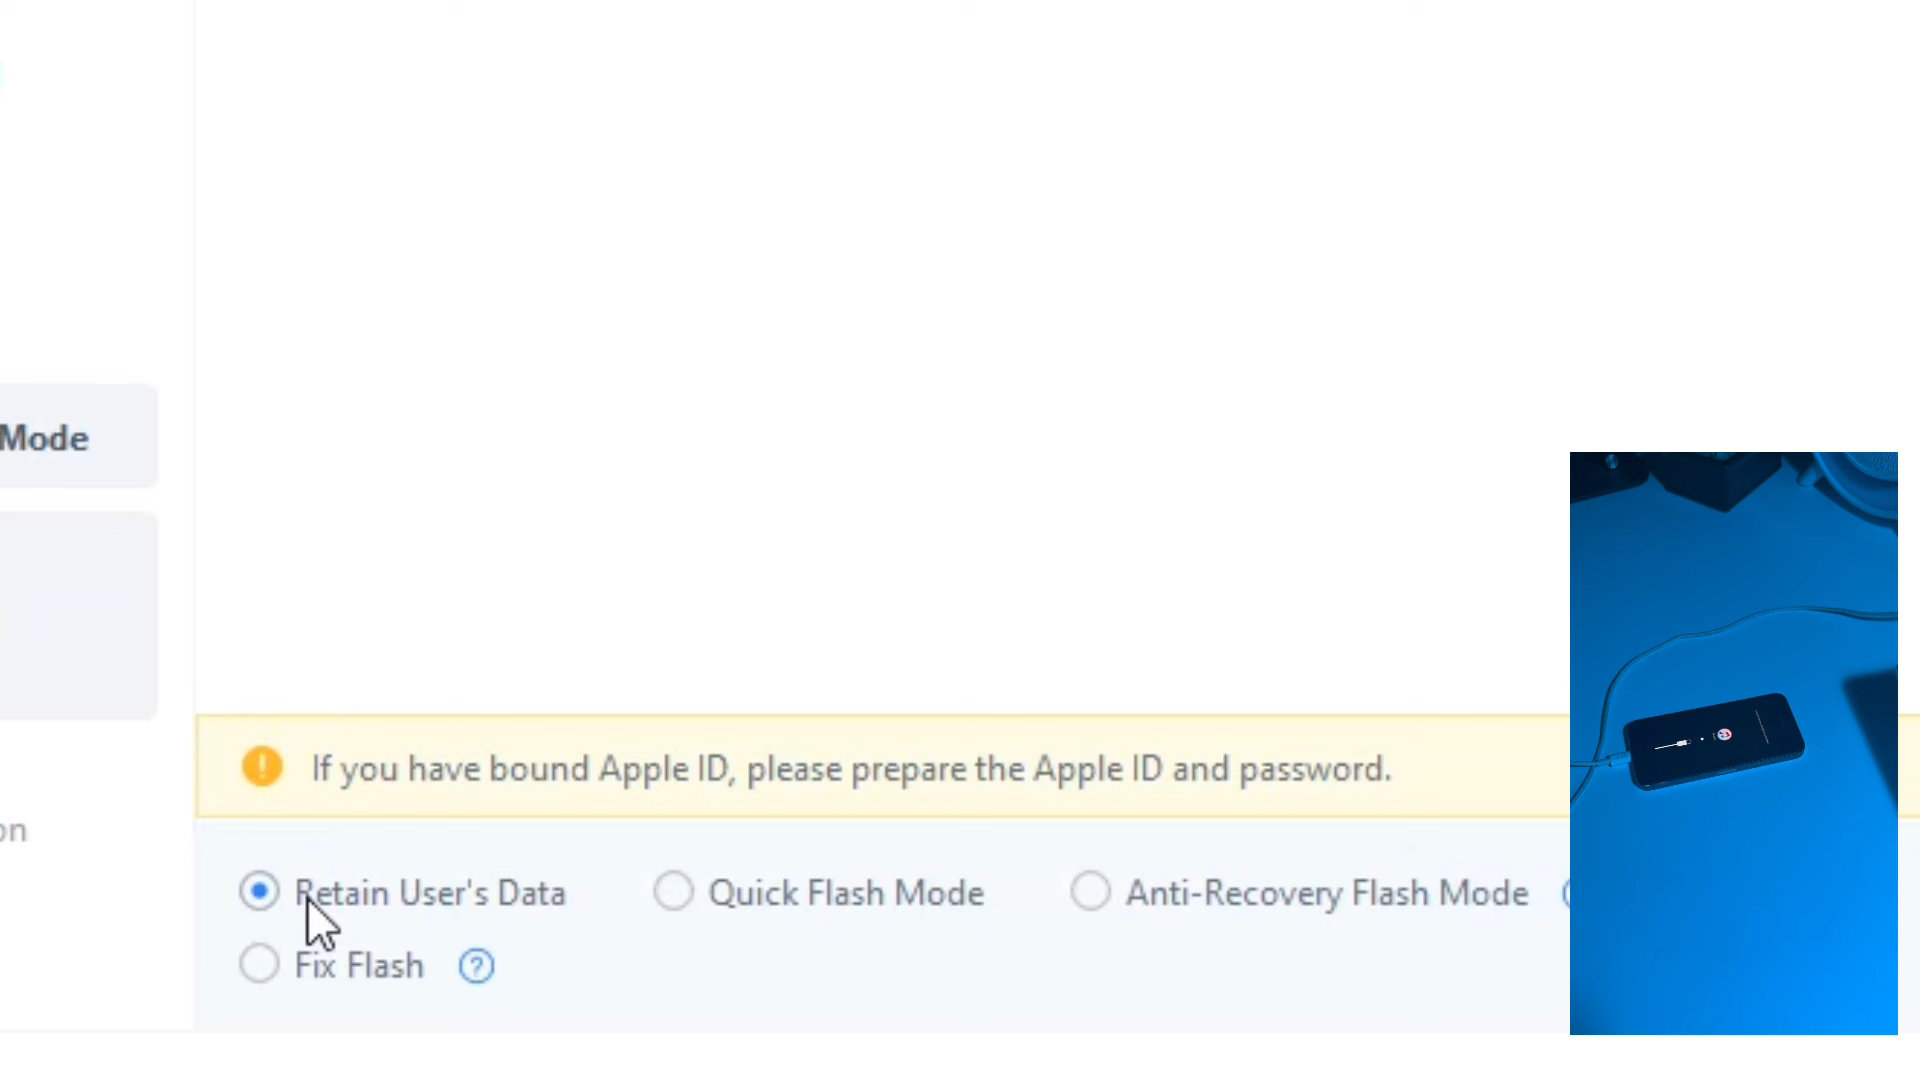 Mode
on
If you have bound Apple ID, please prepare the Apple ID and password.
Retain User's Data Quick Flash Mode Anti-Recovery Flash Mode
Fix Flash ?